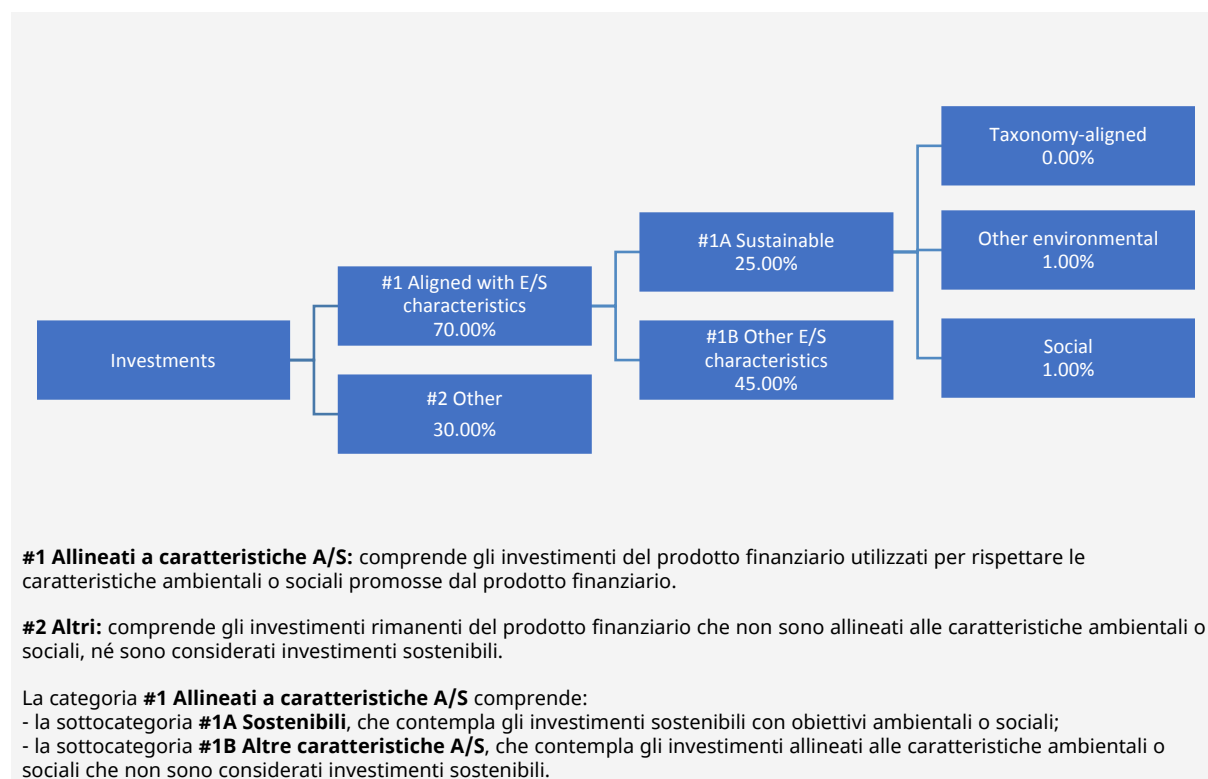 Investments
#1 Aligned with E/S
characteristics
70.00%
#2 Other
30.00%
#1A Sustainable
25.00%
#1B Other E/S
characteristics
45.00%
Taxonomy-aligned
0.00%
Other environmental
1.00%
Social
1.00%
#1 Allineati a caratteristiche A/S: comprende gli investimenti del prodotto finanziario utilizzati per rispettare le
caratteristiche ambientali o sociali promosse dal prodotto finanziario.
#2 Altri: comprende gli investimenti rimanenti del prodotto finanziario che non sono allineati alle caratteristiche ambientali o
sociali, né sono considerati investimenti sostenibili.
La categoria #1 Allineati a caratteristiche A/S comprende:
- la sottocategoria #1A Sostenibili, che contempla gli investimenti sostenibili con obiettivi ambientali o sociali;
- la sottocategoria #1B Altre caratteristiche A/S, che contempla gli investimenti allineati alle caratteristiche ambientali o
sociali che non sono considerati investimenti sostenibili.